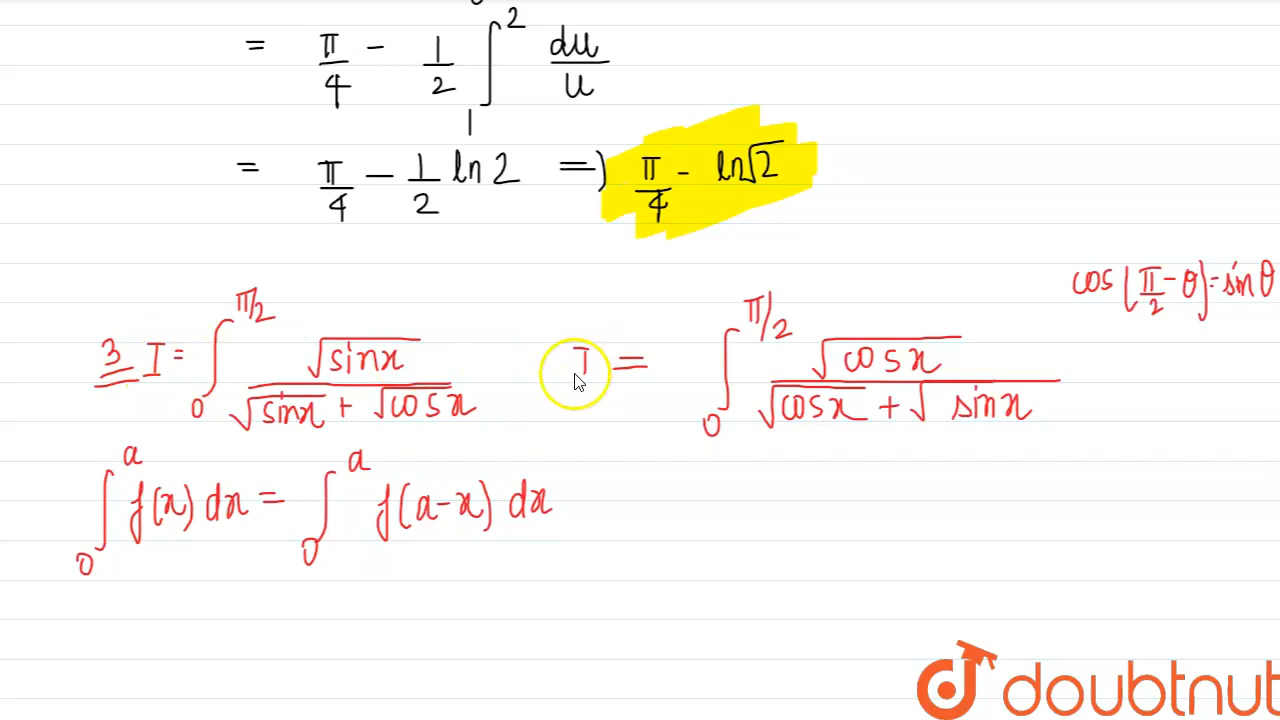 = π/4 - 1/2 ∫₁² du/u
= π/4 - 1/2 ln 2 ⇒ π/4 - ln√2
cos(π/2 - θ) = sin θ
3 I = ∫₀^(π/2) √sinx / (√sinx + √cosx) I = ∫₀^(π/2) √cosx / (√cosx + √sinx)
∫₀^a f(x) dx = ∫₀^a f(a-x) dx
doubtnut